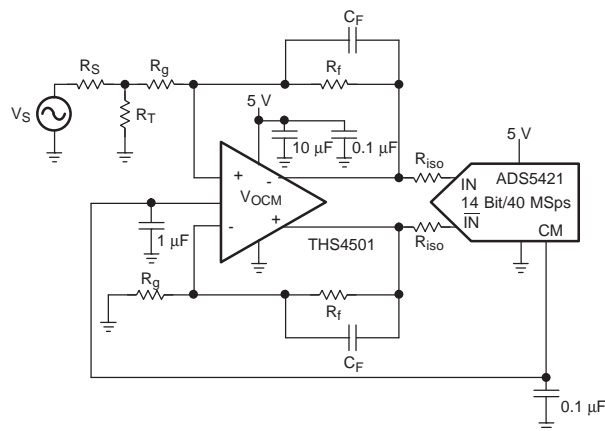 C_F
R_S
R_g
R_f
V_S
R_T
5 V
10 µF
0.1 µF
5 V
R_iso
+
-
V_OCM
-
+
IN
ADS5421
14 Bit/40 MSps
IN
CM
1 µF
THS4501
R_iso
R_g
R_f
C_F
0.1 µF